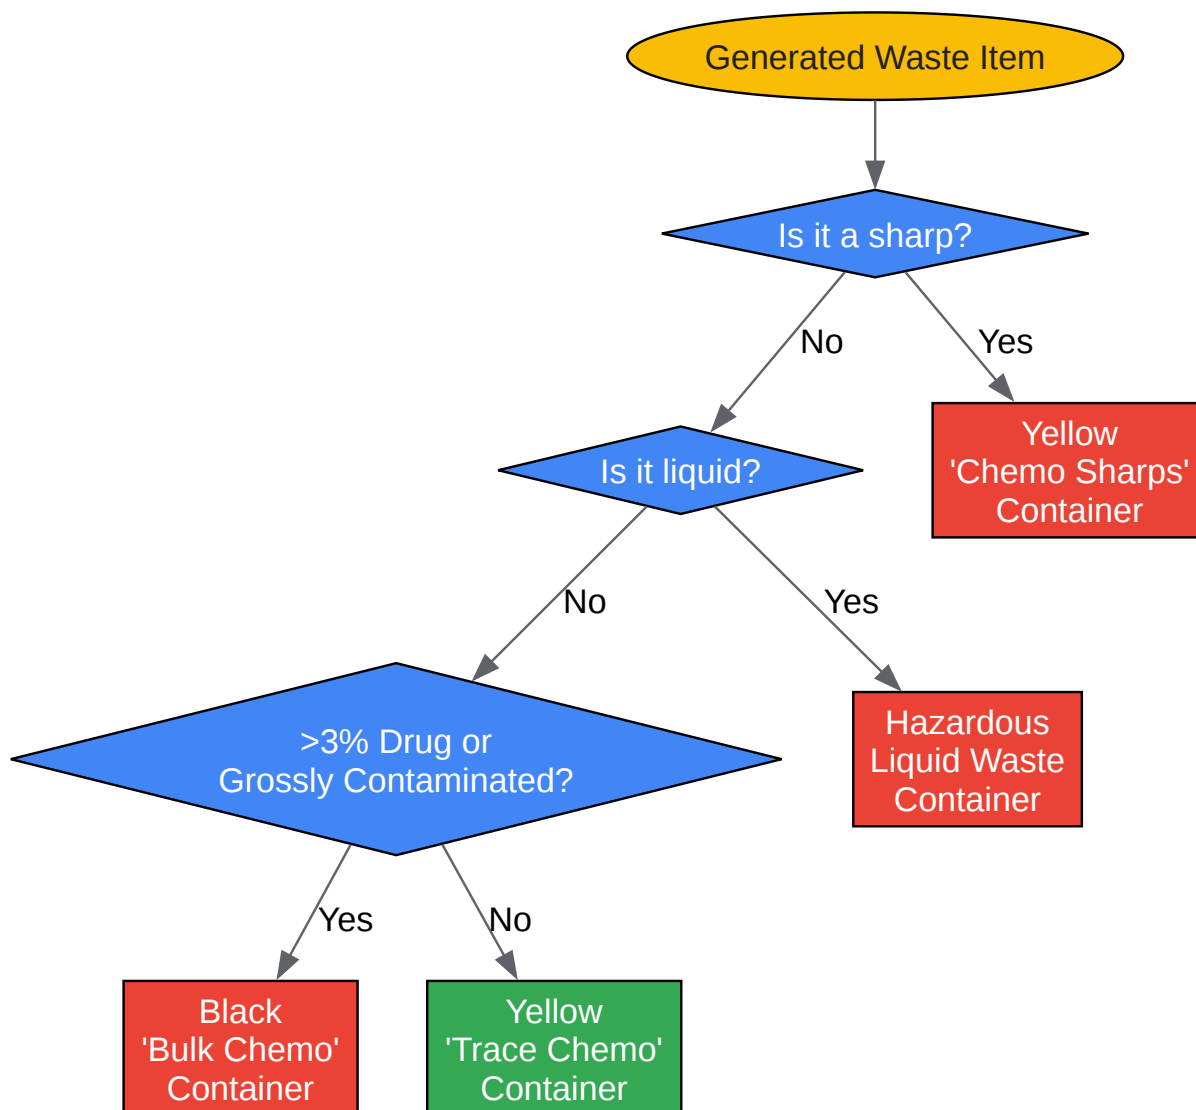 Generated Waste Item
Is it a sharp?
No
Yes
Yellow
'Chemo Sharps'
Container
Is it liquid?
No
Yes
Hazardous
Liquid Waste
Container
>3% Drug or
Grossly Contaminated?
Yes
No
Black
'Bulk Chemo'
Container
Yellow
'Trace Chemo'
Container